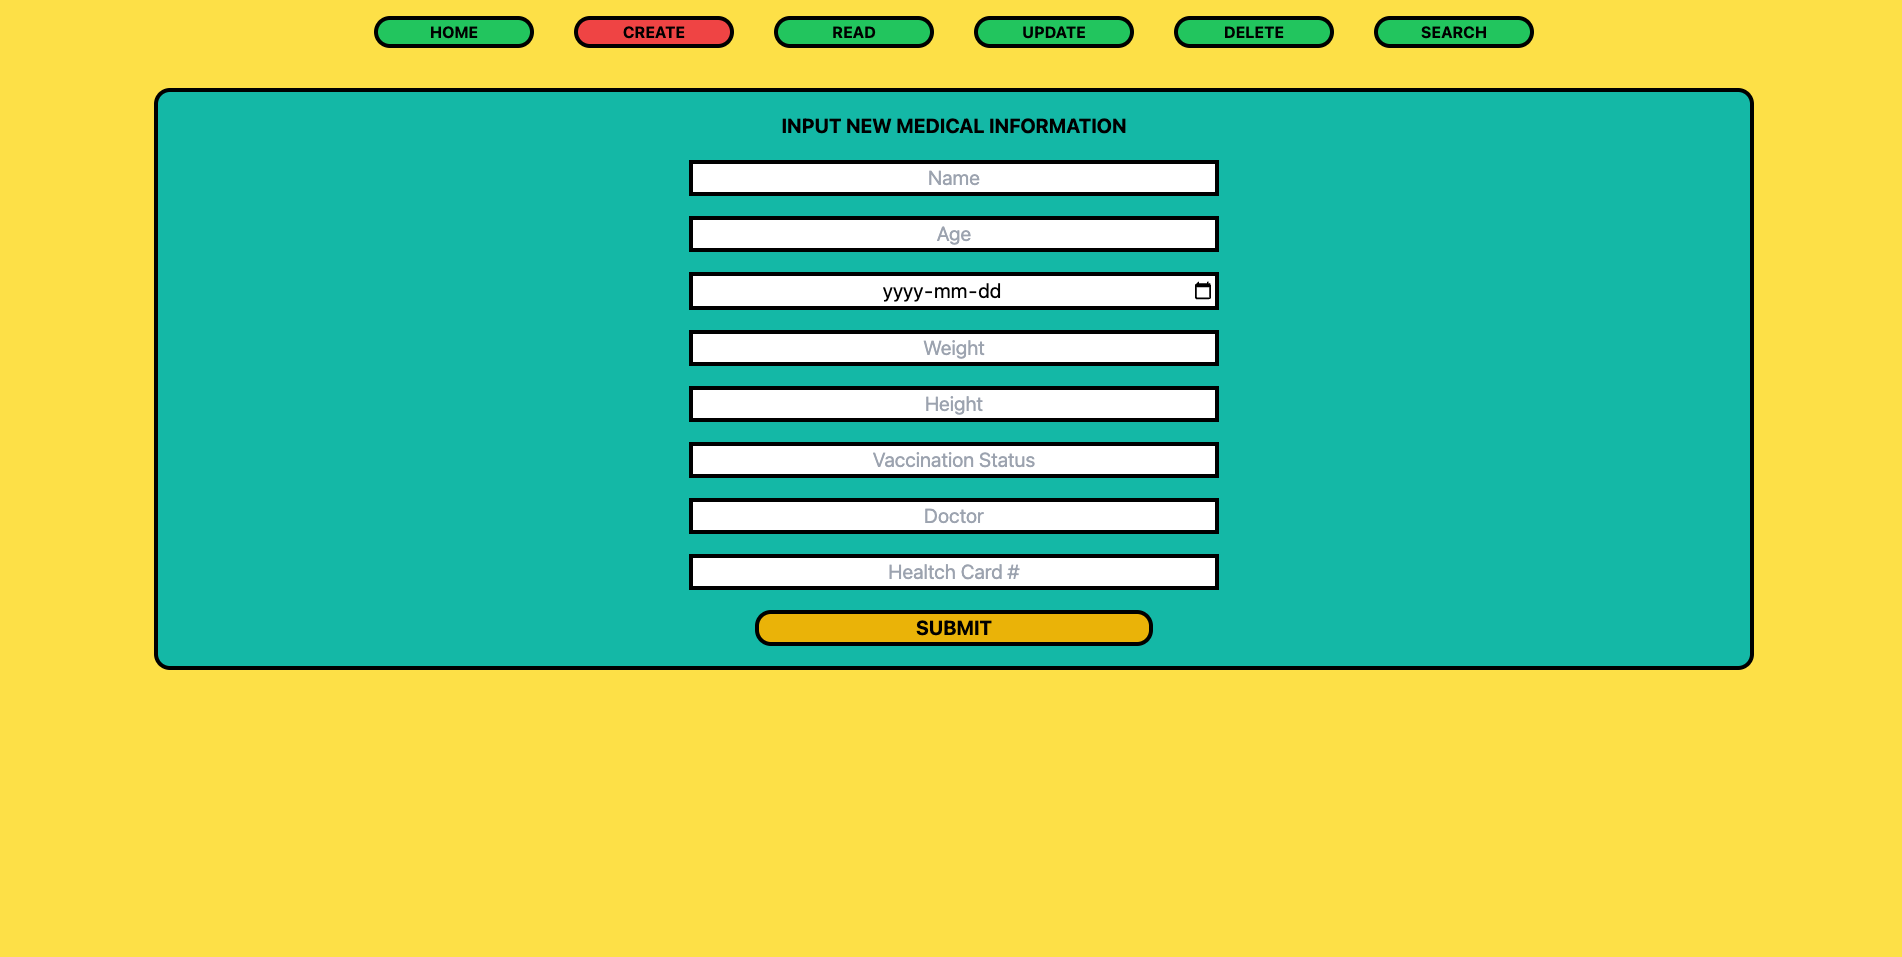 HOME CREATE READ UPDATE DELETE SEARCH
INPUT NEW MEDICAL INFORMATION
Name
Age
yyyy-mm-dd
Weight
Height
Vaccination Status
Doctor
Healtch Card #
SUBMIT